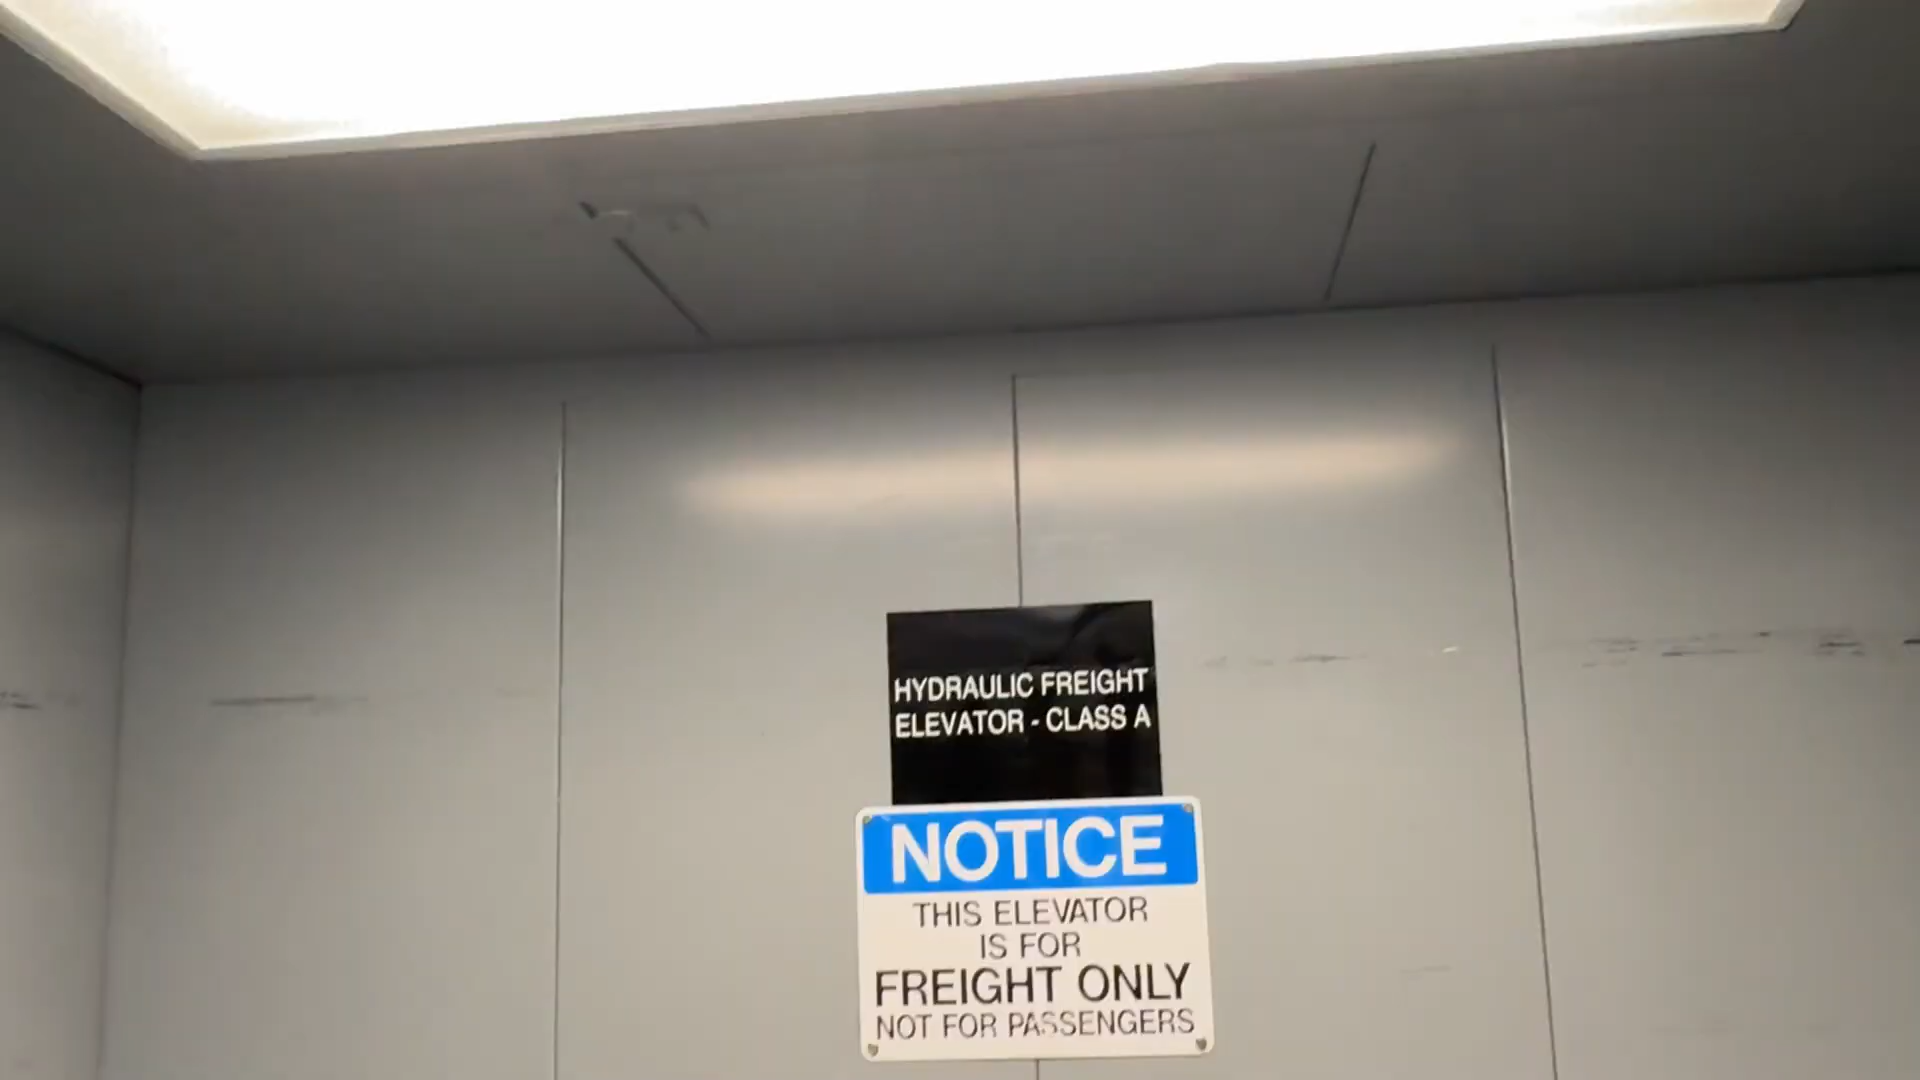 HYDRAULIC FREIGHT
ELEVATOR - CLASS A
NOTICE
THIS ELEVATOR
IS FOR
FREIGHT ONLY
NOT FOR PASSENGERS